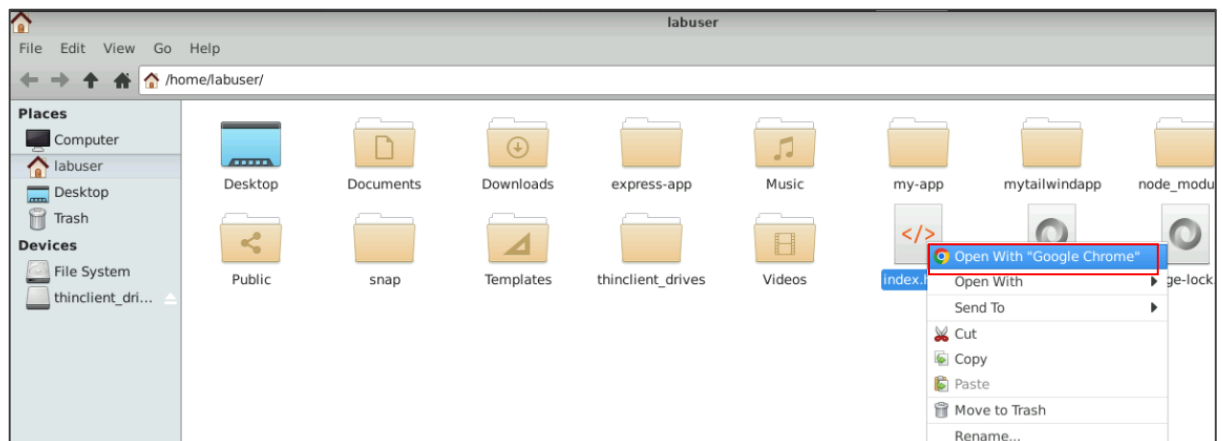 labuser
File Edit View Go Help
/home/labuser/
Places
Computer
labuser
Desktop
Trash
Devices
File System
thinclient_dri...
Desktop Documents Downloads express-app Music my-app mytailwindapp node_modu
Public snap Templates thinclient_drives Videos index. ge-lock
</>
Open With "Google Chrome"
Open With
Send To
Cut
Copy
Paste
Move to Trash
Rename...